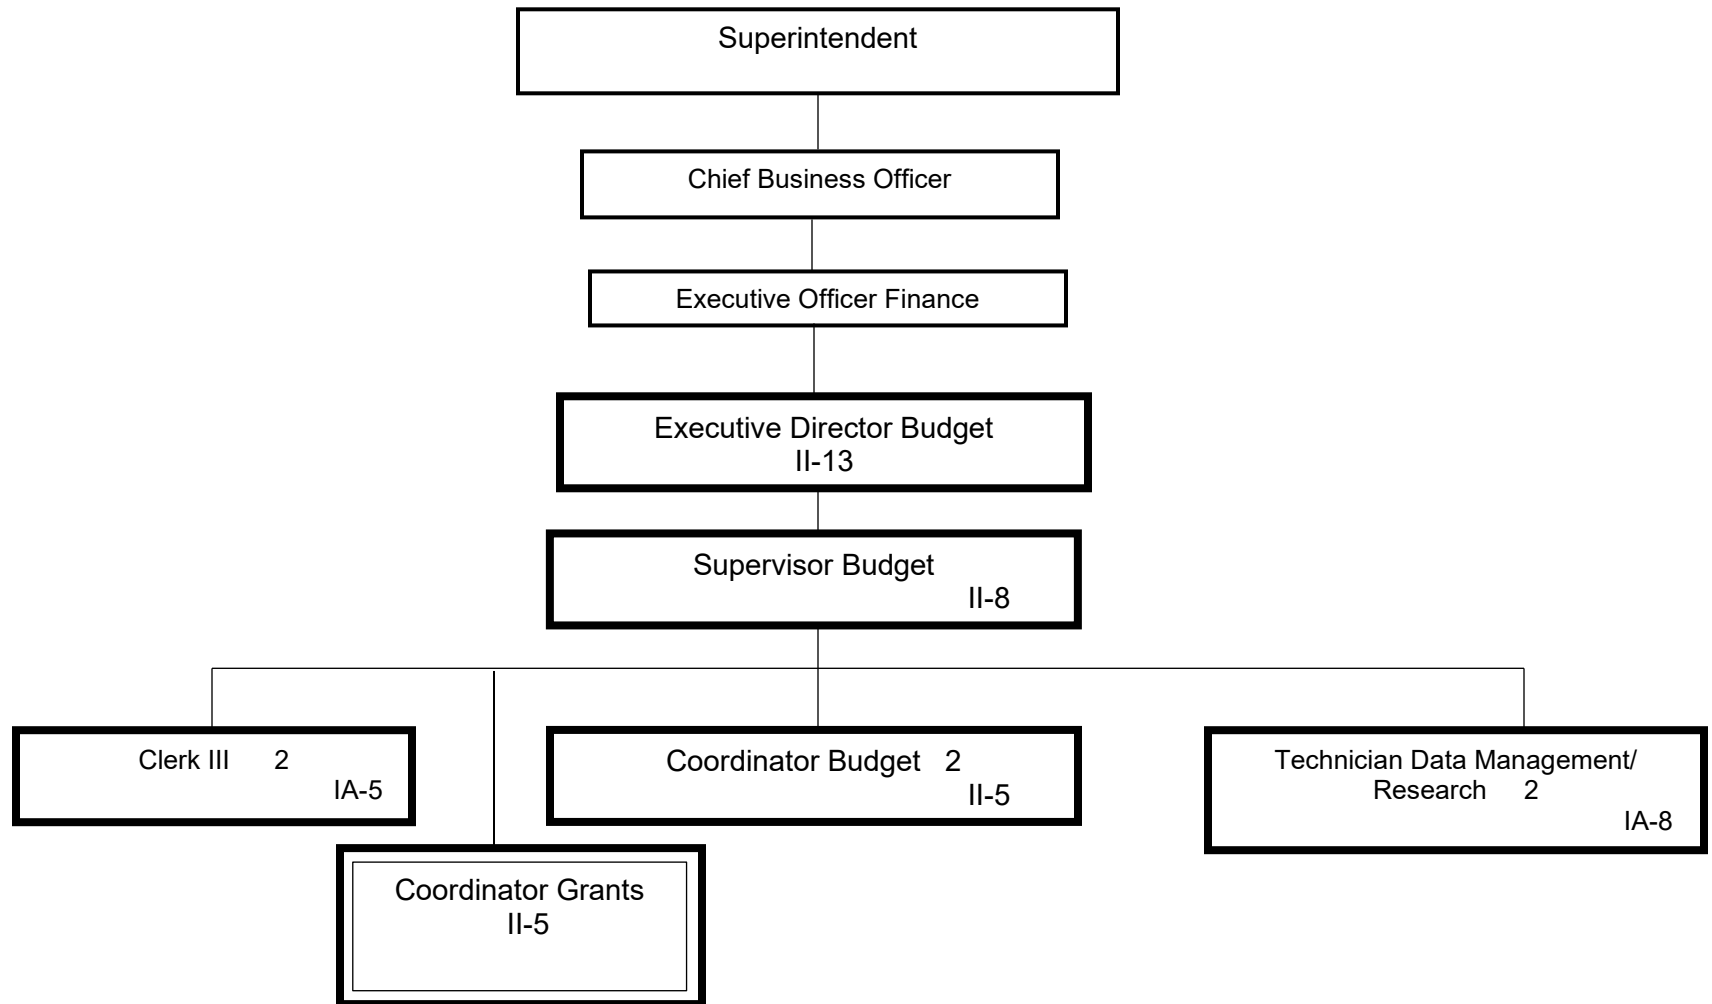 Superintendent
Chief Business Officer
Executive Officer Finance
Executive Director Budget
II-13
Supervisor Budget
II-8
Clerk III 2
IA-5
Coordinator Budget 2
II-5
Technician Data Management/
Research 2
IA-8
Coordinator Grants
II-5